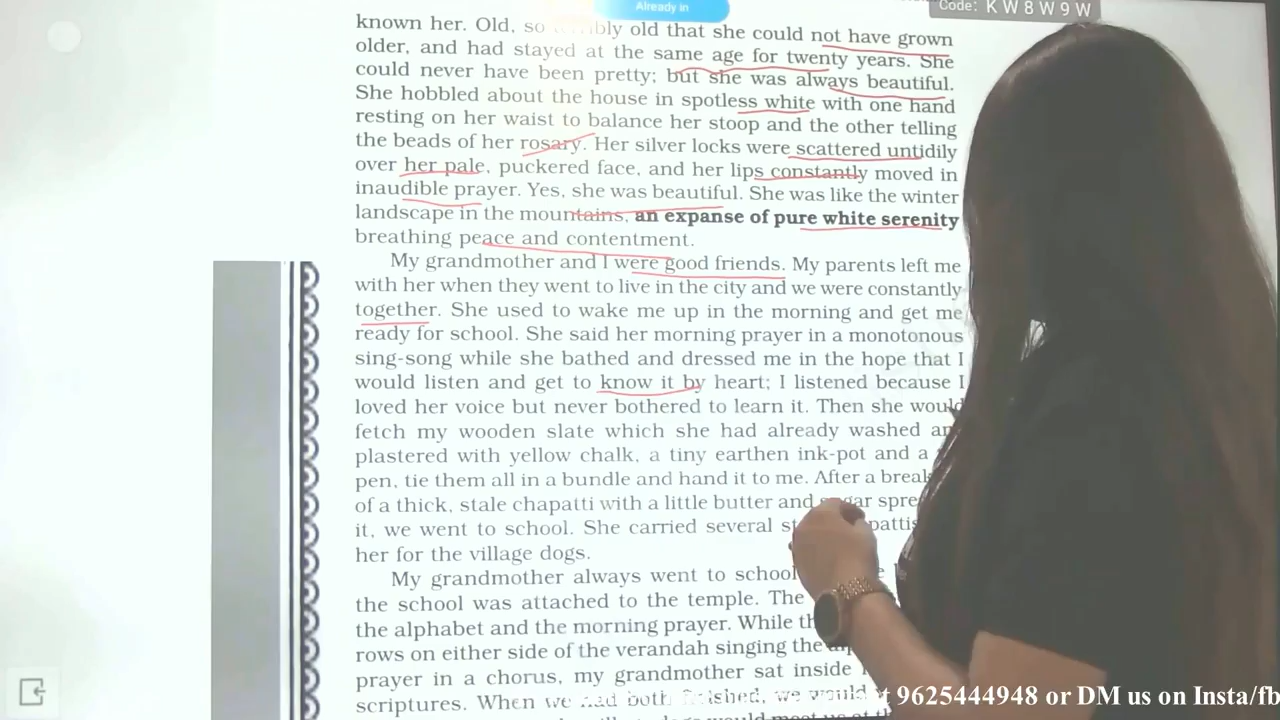 Already in
Code: K W 8 W 9 W
known her. Old, so terribly old that she could not have grown
older, and had stayed at the same age for twenty years. She
could never have been pretty; but she was always beautiful.
She hobbled about the house in spotless white with one hand
resting on her waist to balance her stoop and the other telling
the beads of her rosary. Her silver locks were scattered untidily
over her pale, puckered face, and her lips constantly moved in
inaudible prayer. Yes, she was beautiful. She was like the winter
landscape in the mountains, an expanse of pure white serenity
breathing peace and contentment.
My grandmother and I were good friends. My parents left me
with her when they went to live in the city and we were constantly
together. She used to wake me up in the morning and get me
ready for school. She said her morning prayer in a monotonous
sing-song while she bathed and dressed me in the hope that I
would listen and get to know it by heart; I listened because I
loved her voice but never bothered to learn it. Then she would
fetch my wooden slate which she had already washed an
plastered with yellow chalk, a tiny earthen ink-pot and a
pen, tie them all in a bundle and hand it to me. After a break
of a thick, stale chapatti with a little butter and sugar spre
it, we went to school. She carried several st pattis
her for the village dogs.
My grandmother always went to school
the school was attached to the temple. The
the alphabet and the morning prayer. While th
rows on either side of the verandah singing the
prayer in a chorus, my grandmother sat inside
scriptures. When we had both finished, we would
9625444948 or DM us on Insta/fb